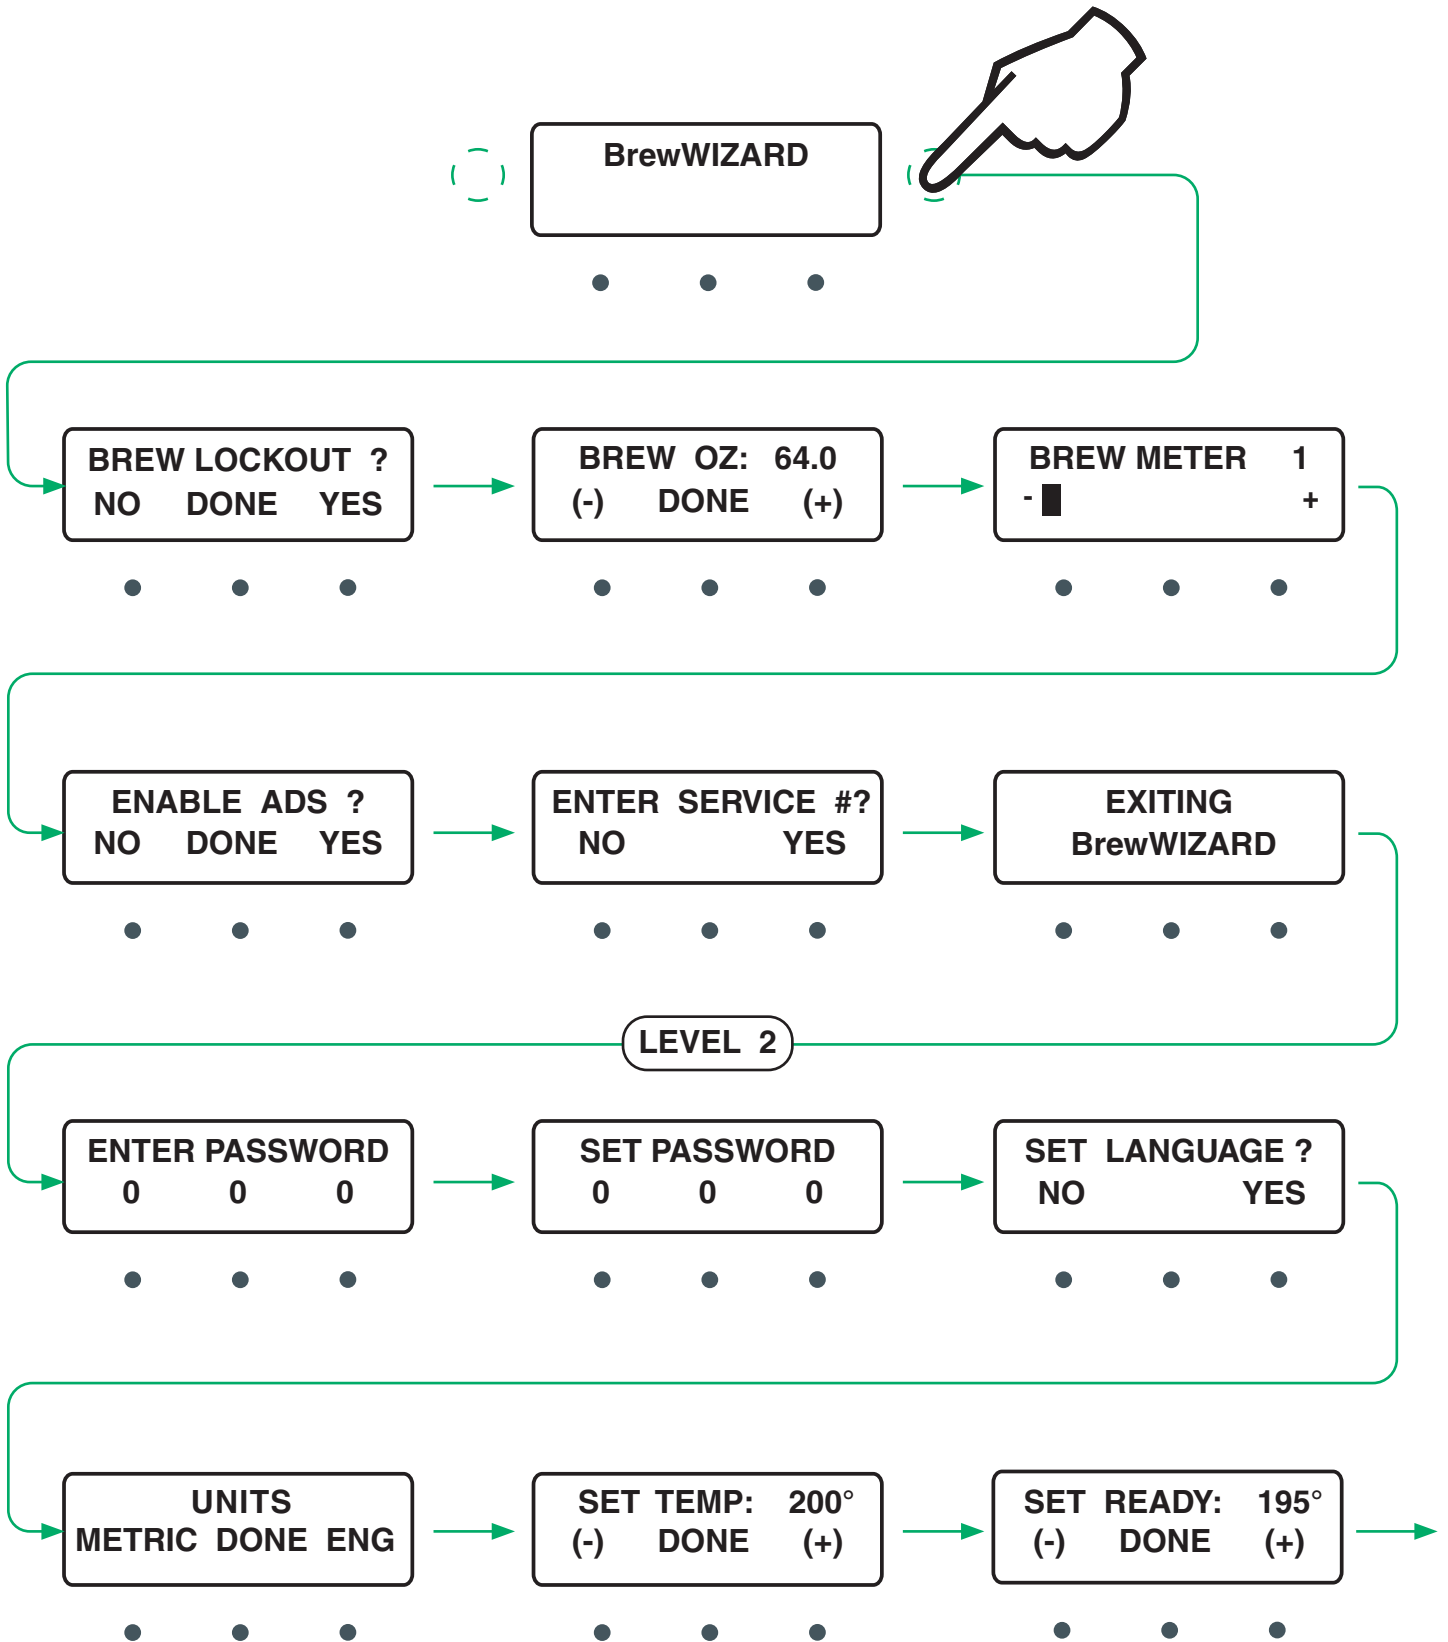 BrewWIZARD
BREW LOCKOUT ?
NO DONE YES
BREW OZ: 64.0
(-) DONE (+)
BREW METER 1
- +
ENABLE ADS ?
NO DONE YES
ENTER SERVICE #?
NO YES
EXITING
BrewWIZARD
LEVEL 2
ENTER PASSWORD
0 0 0
SET PASSWORD
0 0 0
SET LANGUAGE ?
NO YES
UNITS
METRIC DONE ENG
SET TEMP: 200°
(-) DONE (+)
SET READY: 195°
(-) DONE (+)